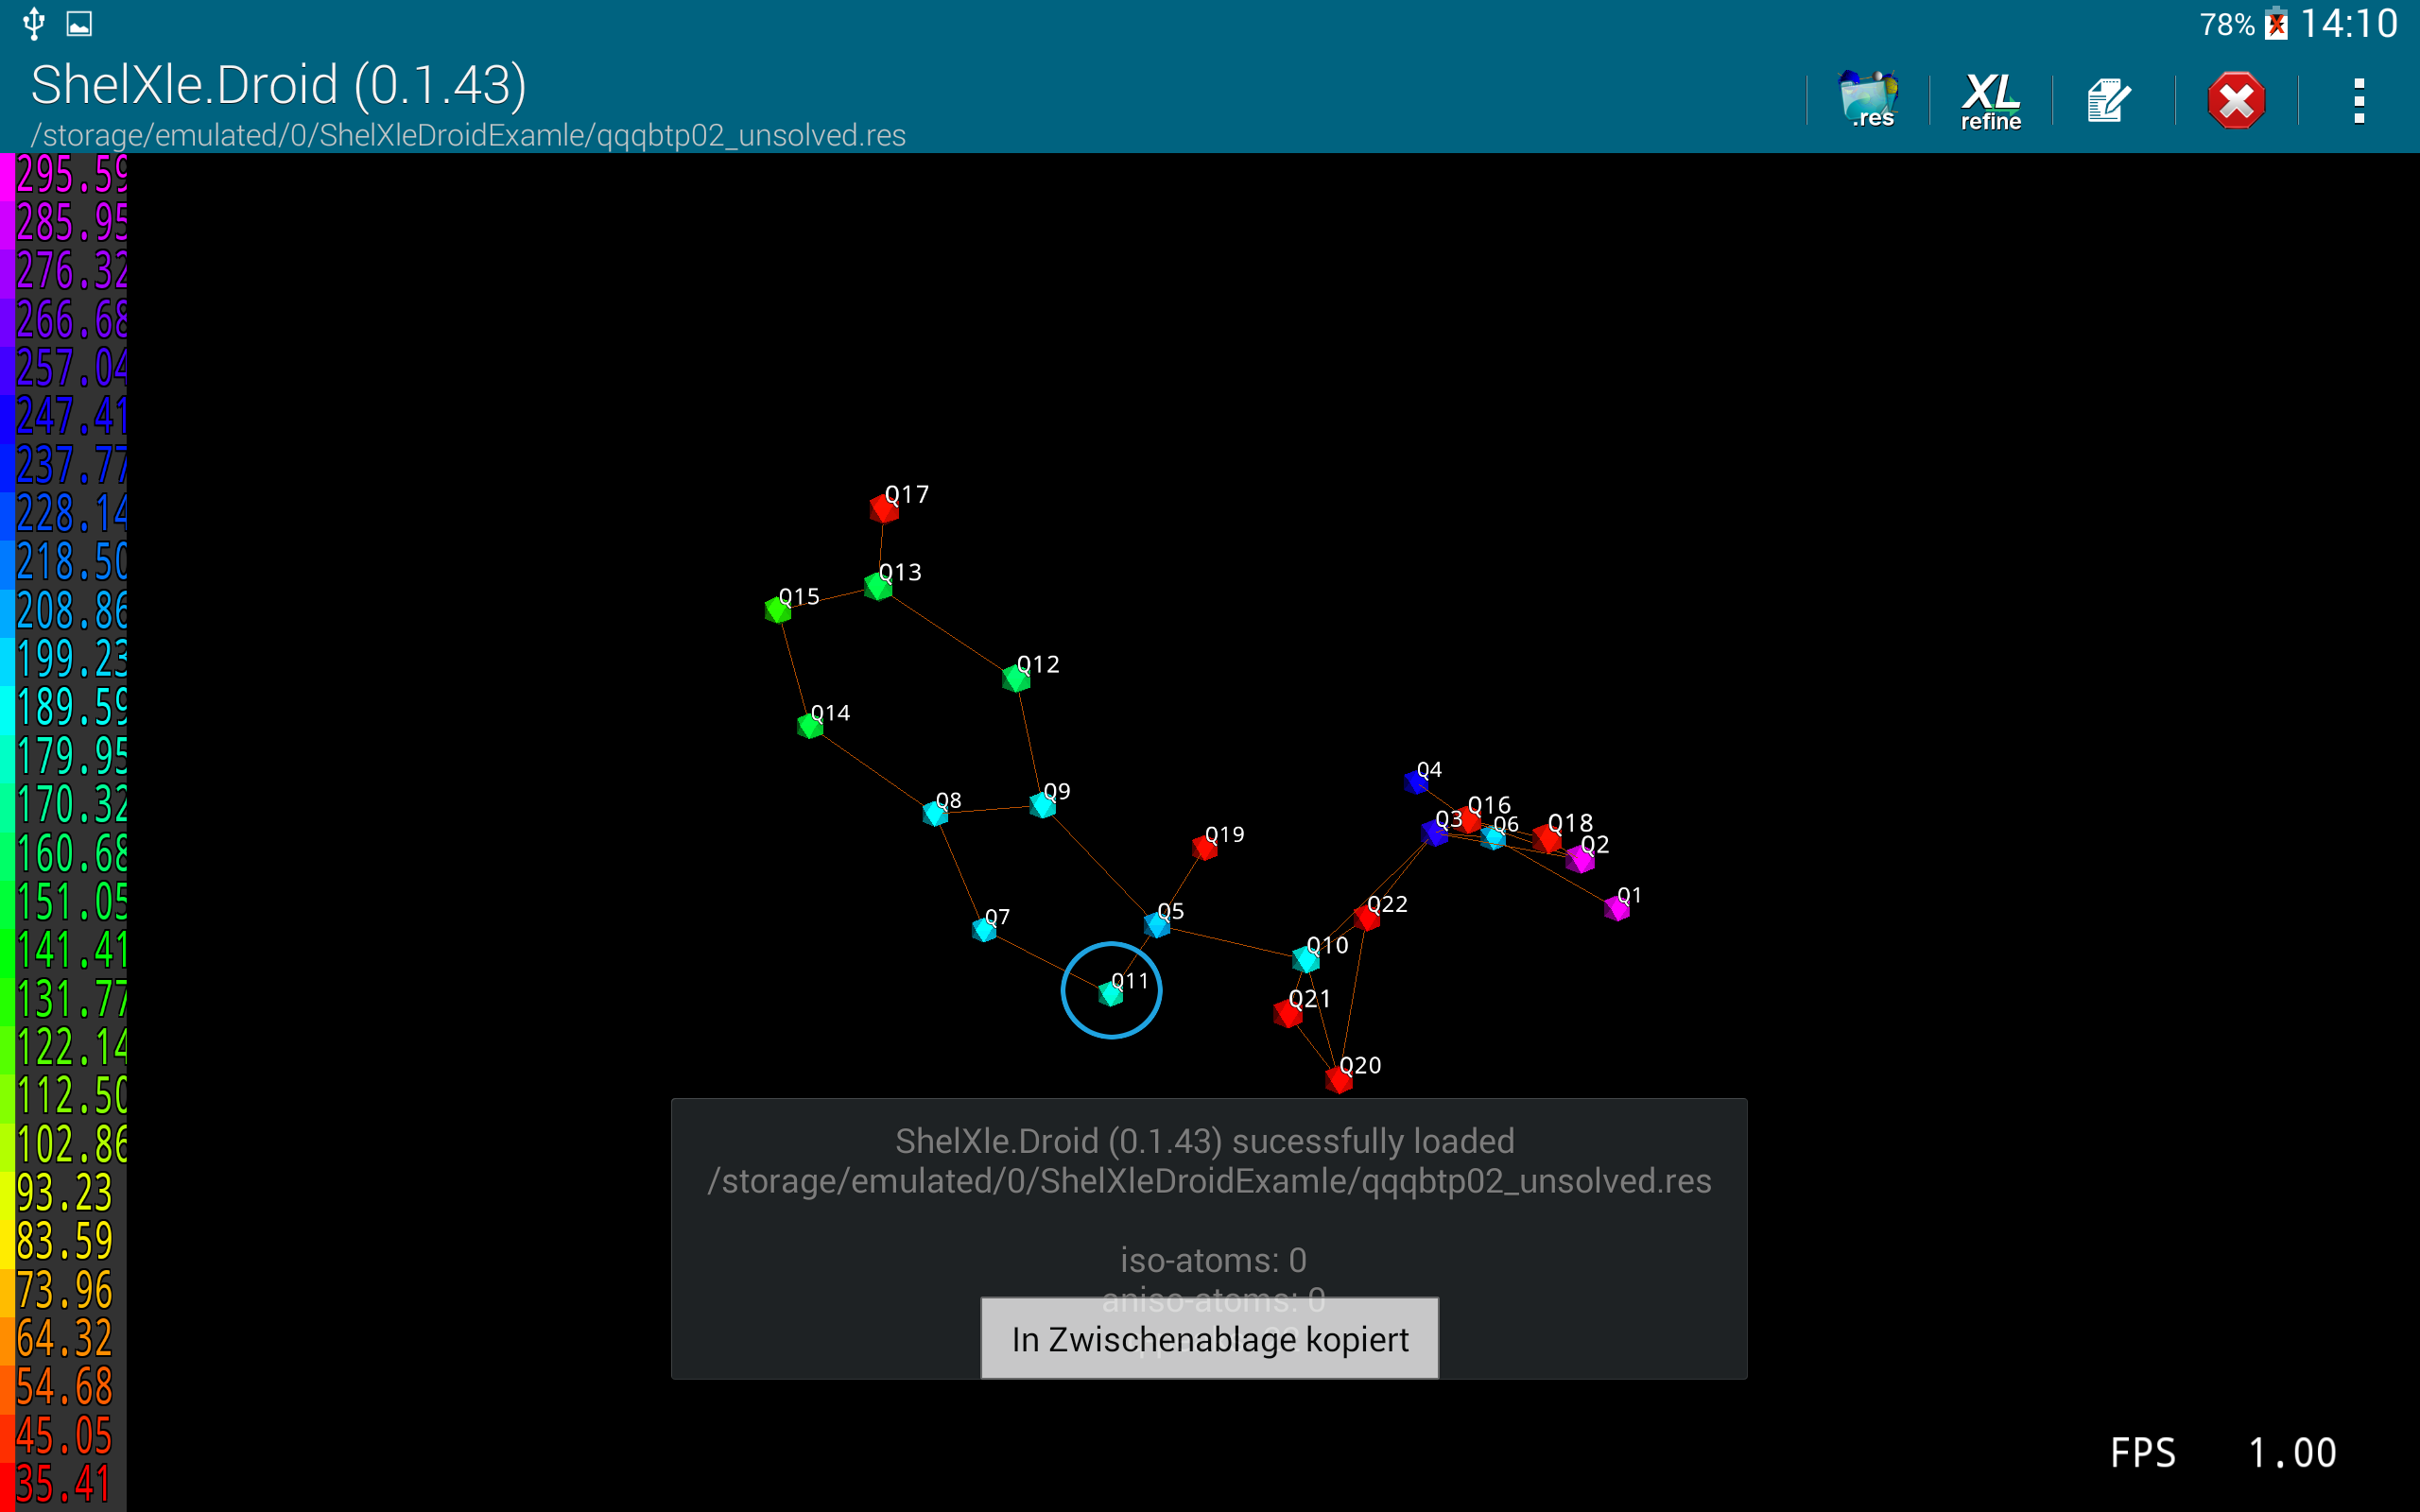 78% 14:10
ShelXle.Droid (0.1.43)
/storage/emulated/0/ShelXleDroidExamle/qqqbtp02_unsolved.res
.res
XL
refine
295.59
285.95
276.32
266.68
257.04
247.41
237.77
228.14
218.50
208.86
199.23
189.59
179.95
170.32
160.68
151.05
141.41
131.77
122.14
112.50
102.86
93.23
83.59
73.96
64.32
54.68
45.05
35.41
Q17
Q13
Q15
Q12
Q14
Q4
Q9
Q8
Q16
Q3
Q6
Q18
Q19
Q2
Q1
Q22
Q5
Q7
Q10
Q11
Q21
Q20
ShelXle.Droid (0.1.43) sucessfully loaded
/storage/emulated/0/ShelXleDroidExamle/qqqbtp02_unsolved.res
iso-atoms: 0
aniso-atoms: 0
In Zwischenablage kopiert
FPS 1.00